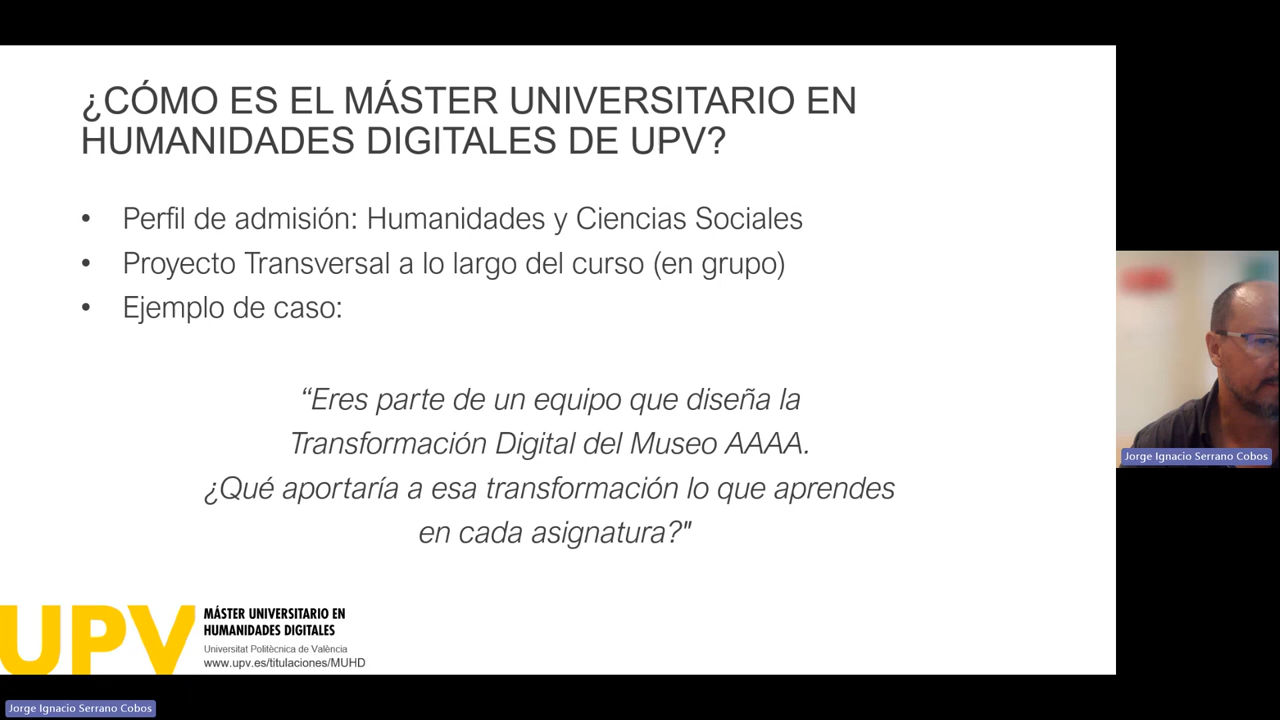 ¿CÓMO ES EL MÁSTER UNIVERSITARIO EN
HUMANIDADES DIGITALES DE UPV?
• Perfil de admisión: Humanidades y Ciencias Sociales
• Proyecto Transversal a lo largo del curso (en grupo)
• Ejemplo de caso:
“Eres parte de un equipo que diseña la
Transformación Digital del Museo AAAA.
¿Qué aportaría a esa transformación lo que aprendes
en cada asignatura?"
UPV
MÁSTER UNIVERSITARIO EN
HUMANIDADES DIGITALES
Universitat Politècnica de València
www.upv.es/titulaciones/MUHD
Jorge Ignacio Serrano Cobos
Jorge Ignacio Serrano Cobos